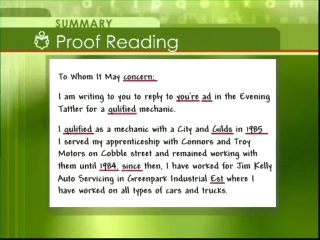 SUMMARY
Proof Reading
To Whom It May concern;
I am writing to you to reply to you're ad in the Evening
Tattler for a qulified mechanic.
I qulified as a mechanic with a City and Gilds in 1985
I served my apprenticeship with Connors and Troy
Motors on Cobble street and remained working with
them until 1984. since then, I have worked for Jim Kelly
Auto Servicing in Greenpark Industrial Est where I
have worked on all types of cars and trucks.